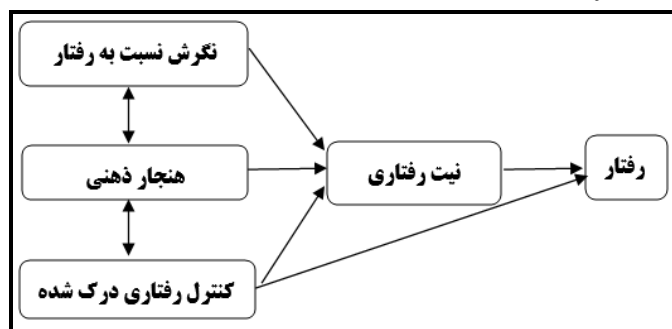 نگرش نسبت به رفتار
هنجار ذهنی
کنترل رفتاری درک شده
نیت رفتاری
رفتار